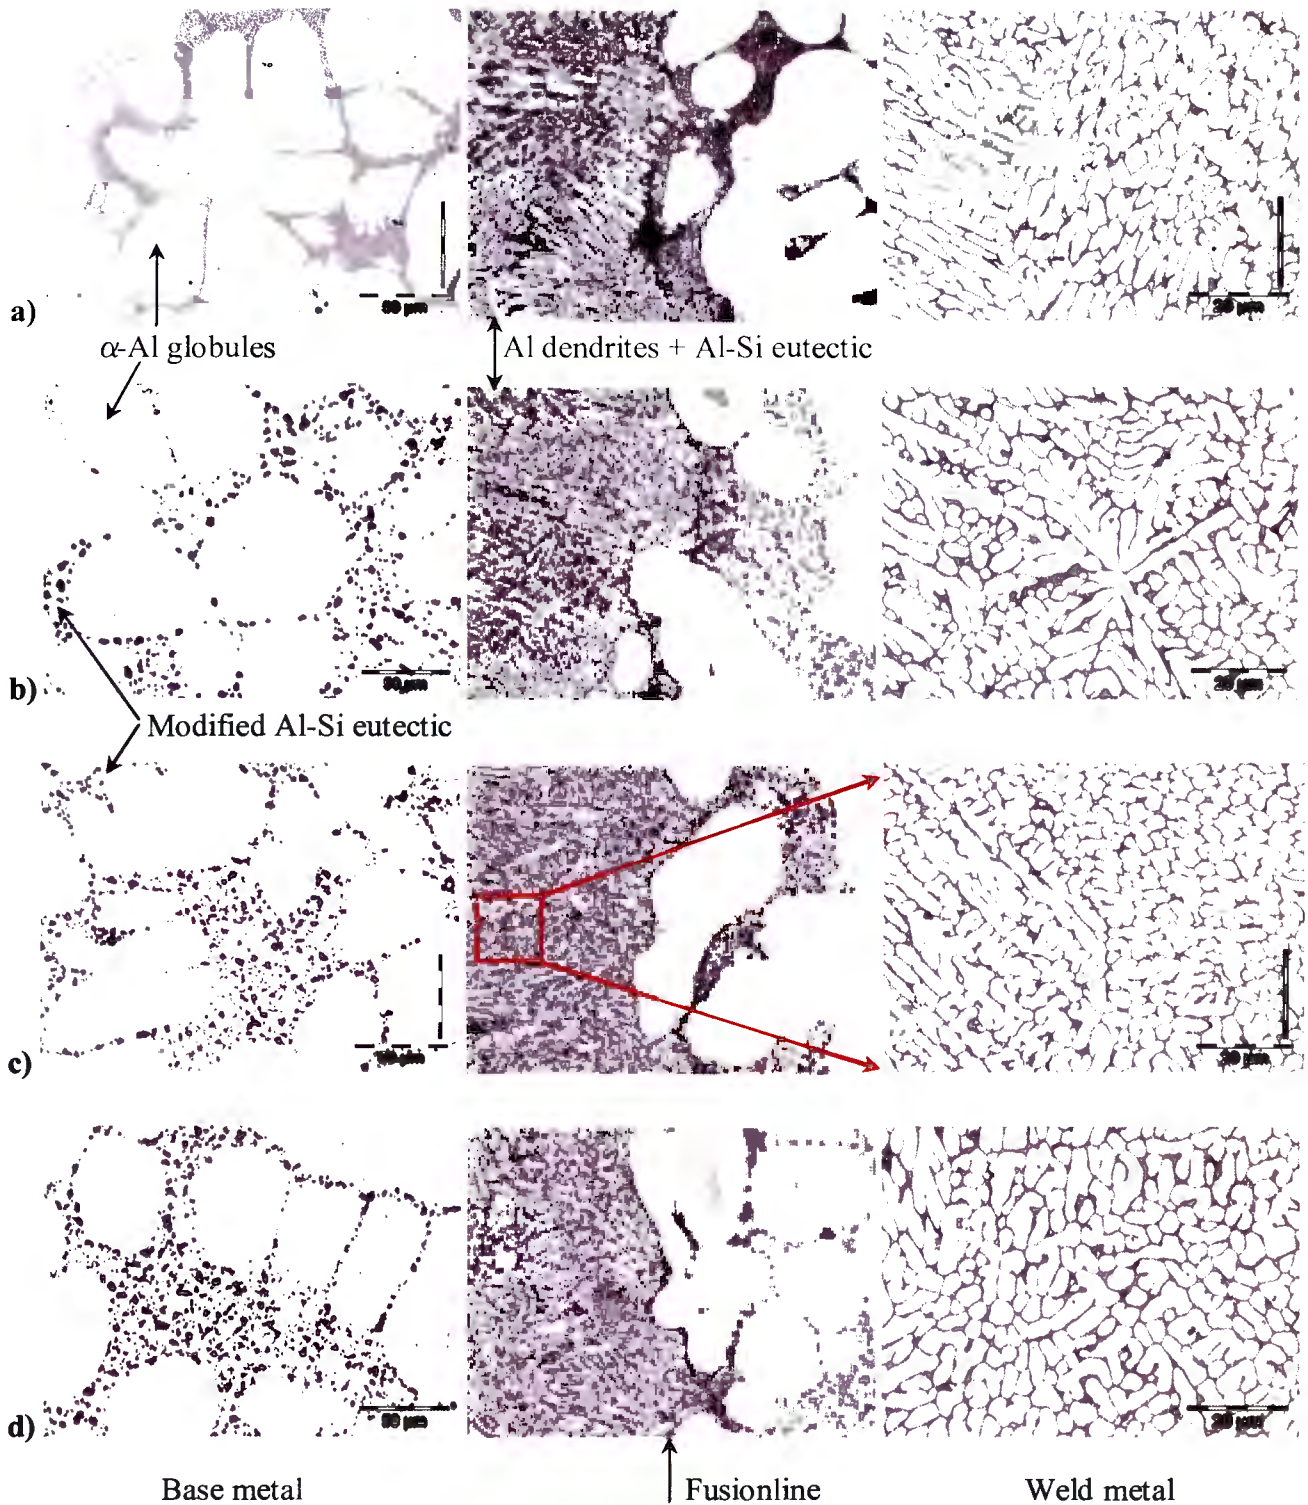 a)
α-Al globules
Al dendrites + Al-Si eutectic
b)
Modified Al-Si eutectic
c)
d)
Base metal
Fusionline
Weld metal